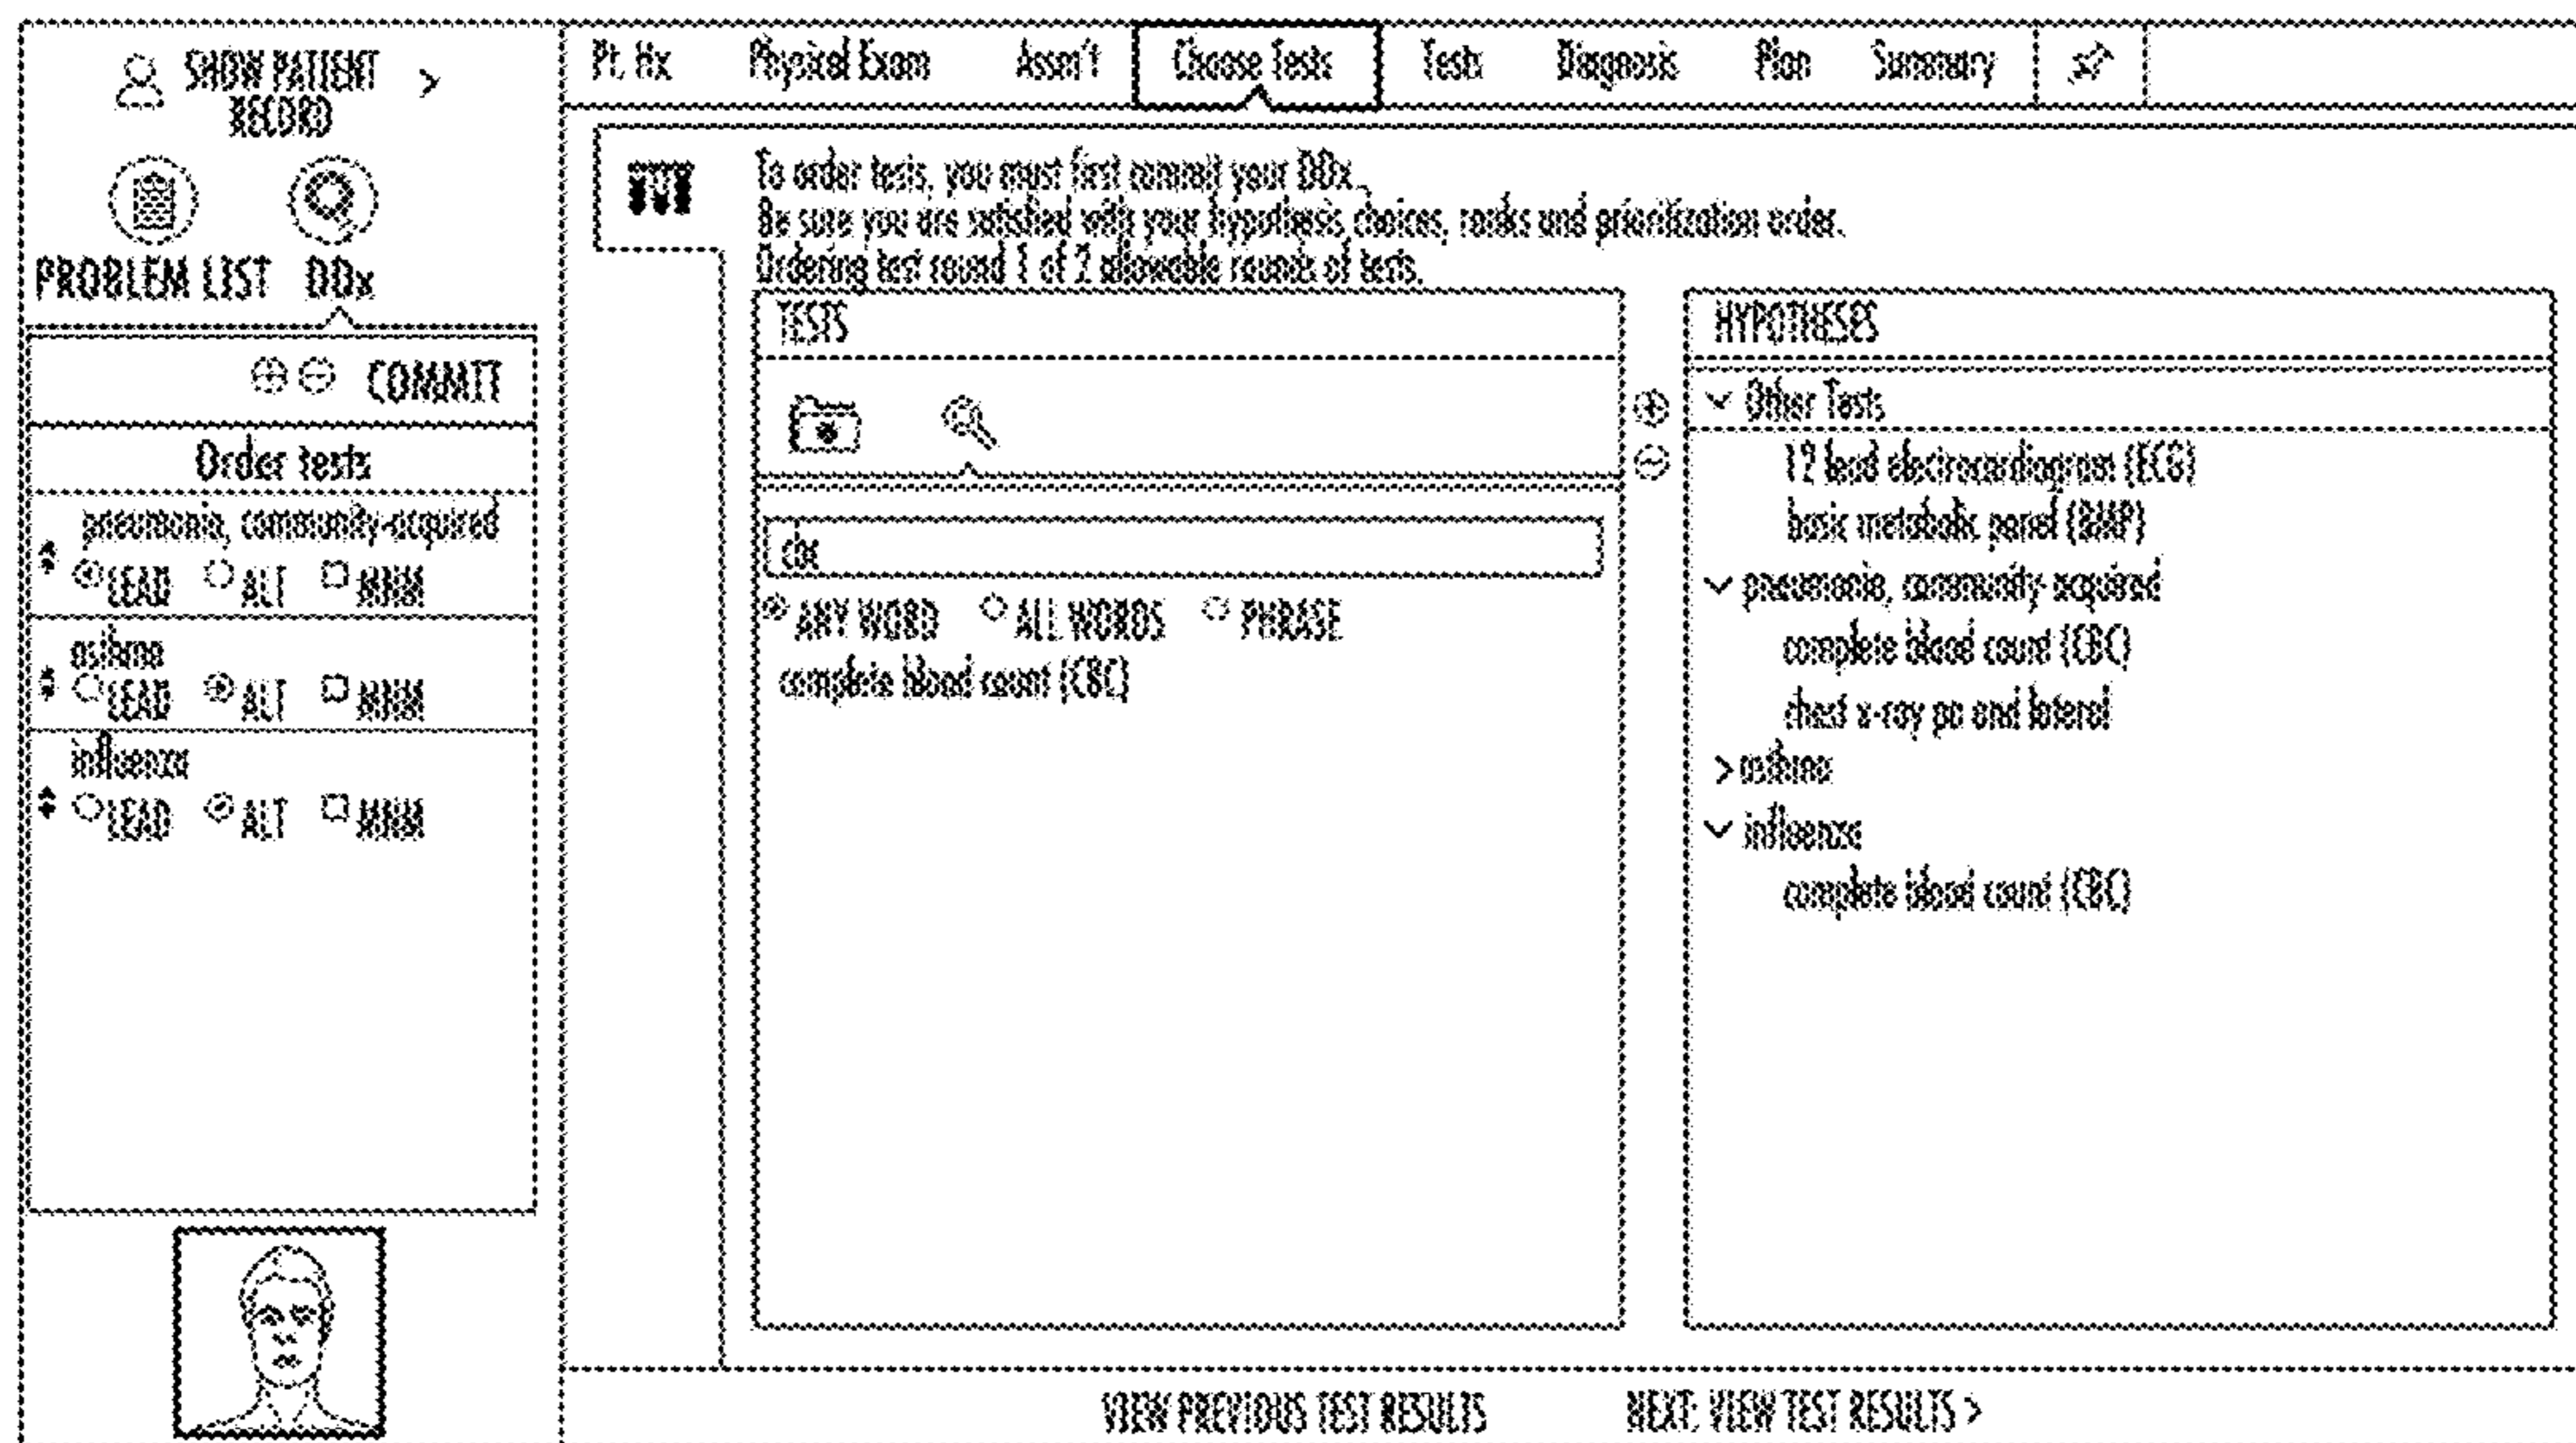 SHOW PATIENT
RECORD
PROBLEM LIST DDx
COMMIT
Order tests
pneumonia, community-acquired
LEAD ALT MNM
asthma
LEAD ALT MNM
influenza
LEAD ALT MNM
Pt. Hx Physical Exam Assm't Choose Tests Tests Diagnosis Plan Summary
To order tests, you must first commit your DDx.
Be sure you are satisfied with your hypothesis choices, ranks and prioritization order.
Ordering test round 1 of 2 allowable rounds of tests.
TESTS
cbc
ANY WORD ALL WORDS PHRASE
complete blood count (CBC)
HYPOTHESES
Other Tests
12 lead electrocardiogram (ECG)
basic metabolic panel (BMP)
pneumonia, community-acquired
complete blood count (CBC)
chest x-ray pa and lateral
> asthma
influenza
complete blood count (CBC)
VIEW PREVIOUS TEST RESULTS NEXT: VIEW TEST RESULTS >